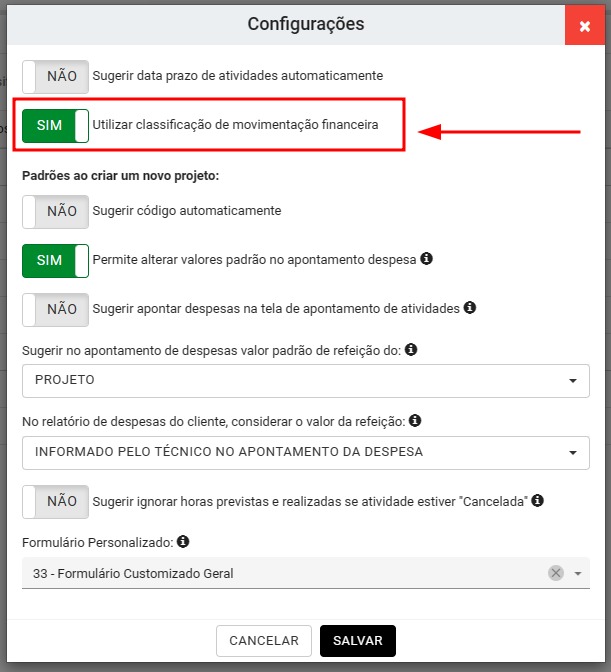 Configurações
NÃO Sugerir data prazo de atividades automaticamente
SIM Utilizar classificação de movimentação financeira
Padrões ao criar um novo projeto:
NÃO Sugerir código automaticamente
SIM Permite alterar valores padrão no apontamento despesa
NÃO Sugerir apontar despesas na tela de apontamento de atividades
Sugerir no apontamento de despesas valor padrão de refeição do:
PROJETO
No relatório de despesas do cliente, considerar o valor da refeição:
INFORMADO PELO TÉCNICO NO APONTAMENTO DA DESPESA
NÃO Sugerir ignorar horas previstas e realizadas se atividade estiver "Cancelada"
Formulário Personalizado:
33 - Formulário Customizado Geral
CANCELAR SALVAR